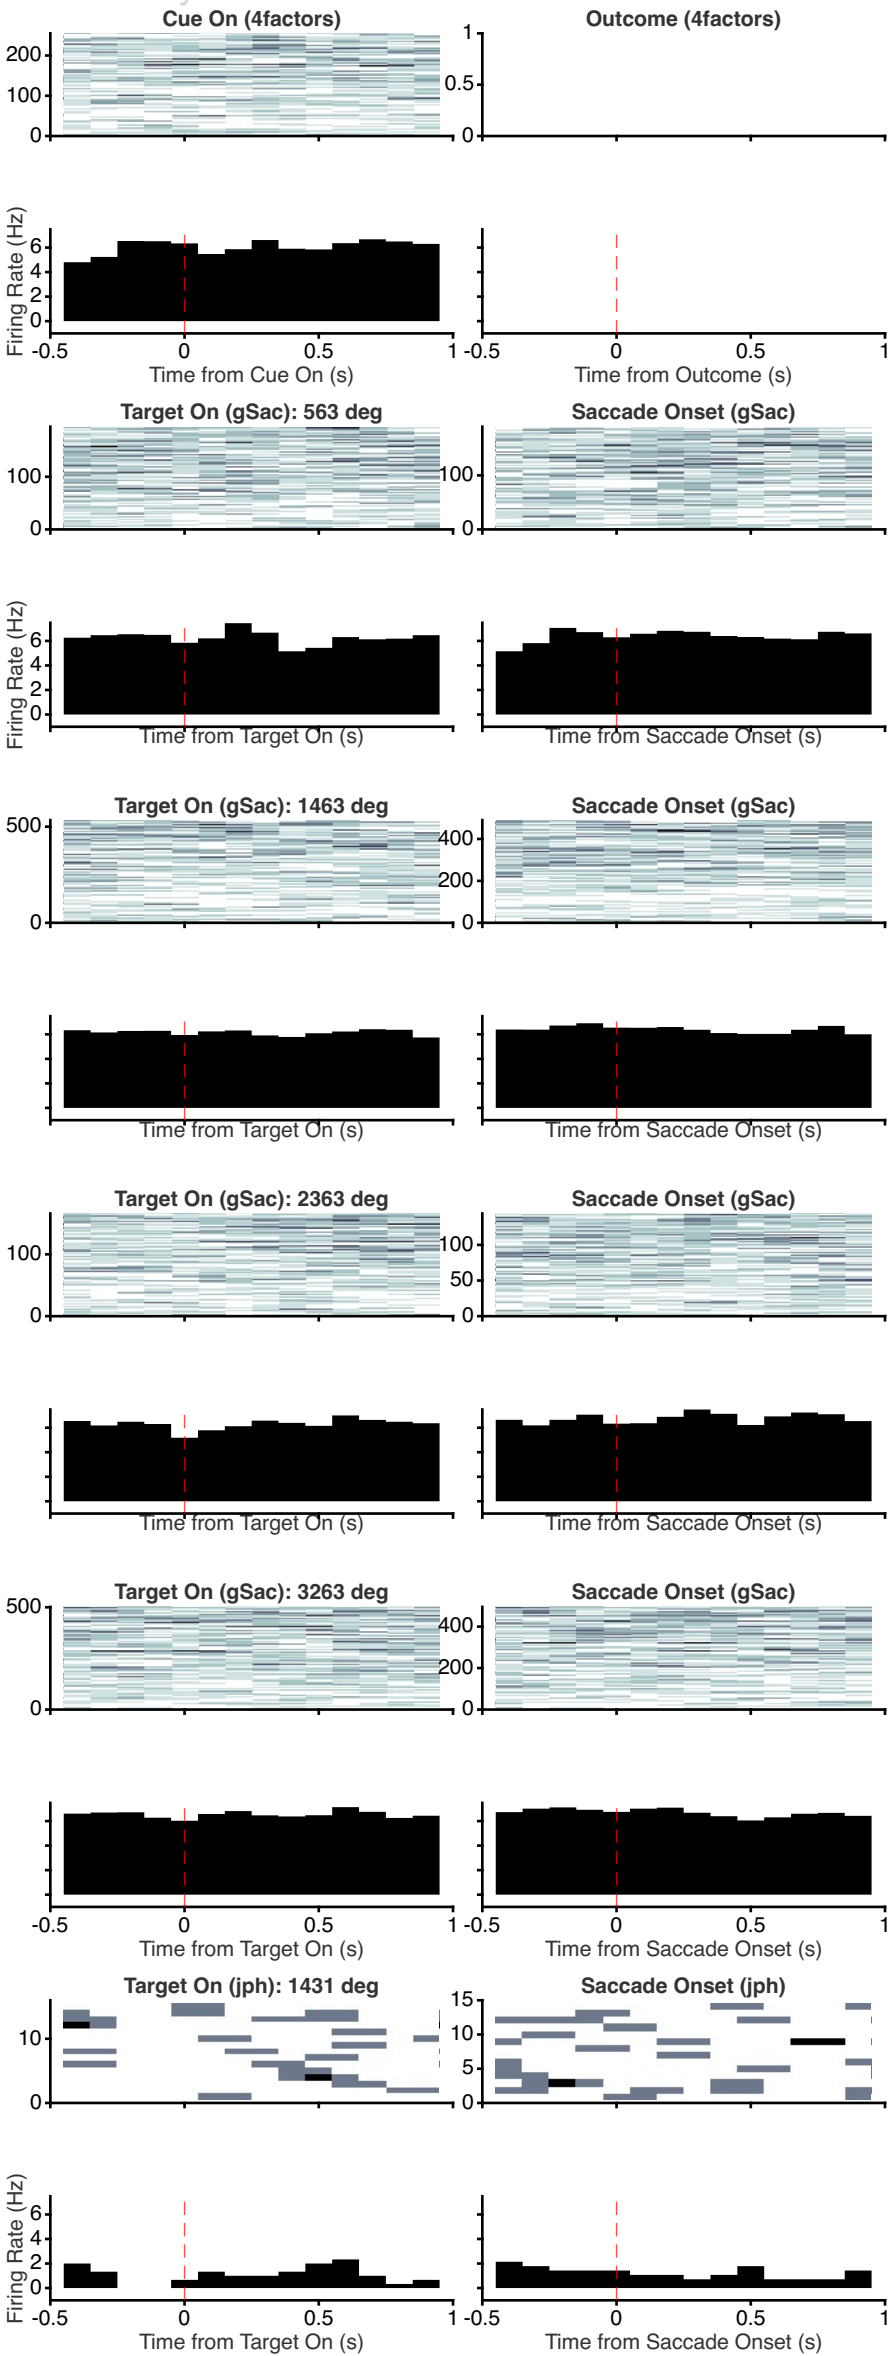 Cue On (4factors) Outcome (4factors)
200
100
0
1
0.5
0
Firing Rate (Hz)
6
4
2
0
-0.5 0 0.5 1 -0.5 0 0.5 1
Time from Cue On (s) Time from Outcome (s)
Target On (gSac): 563 deg Saccade Onset (gSac)
100
0
100
0
Firing Rate (Hz)
6
4
2
0
Time from Target On (s) Time from Saccade Onset (s)
Target On (gSac): 1463 deg Saccade Onset (gSac)
500
0
400
200
0
Time from Target On (s) Time from Saccade Onset (s)
Target On (gSac): 2363 deg Saccade Onset (gSac)
100
0
100
50
0
Time from Target On (s) Time from Saccade Onset (s)
Target On (gSac): 3263 deg Saccade Onset (gSac)
500
0
400
200
0
-0.5 0 0.5 1 -0.5 0 0.5 1
Time from Target On (s) Time from Saccade Onset (s)
Target On (jph): 1431 deg Saccade Onset (jph)
10
0
15
10
5
0
Firing Rate (Hz)
6
4
2
0
-0.5 0 0.5 1 -0.5 0 0.5 1
Time from Target On (s) Time from Saccade Onset (s)